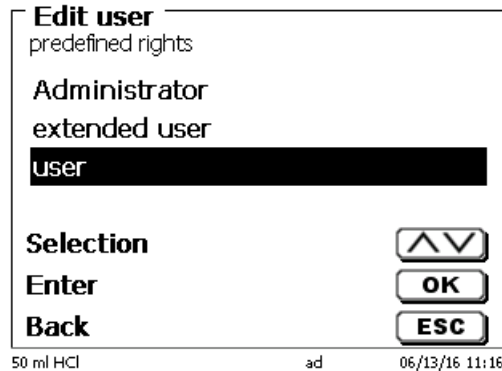 Edit user
predefined rights
Administrator
extended user
user
Selection
Enter OK
Back ESC
50 ml HCl ad 06/13/16 11:16